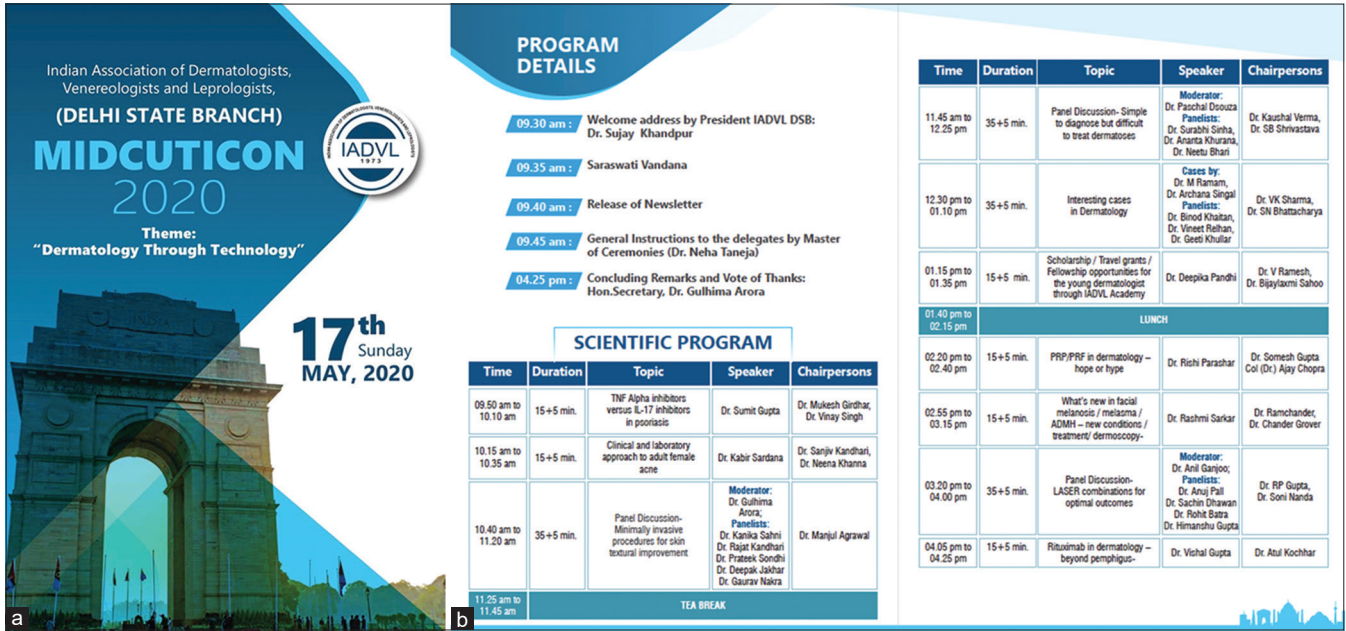 Indian Association of Dermatologists,
Venereologists and Leprologists,
(DELHI STATE BRANCH)
MIDCUTICON
2020
Theme:
“Dermatology Through Technology”
INDIAN ASSOCIATION OF DERMATOLOGISTS, VENEREOLOGISTS AND LEPROLOGISTS
IADVL
1973
INDIA
17th
Sunday
MAY, 2020
a
PROGRAM
DETAILS
09.30 am : Welcome address by President IADVL DSB:
Dr. Sujay Khandpur
09.35 am : Saraswati Vandana
09.40 am : Release of Newsletter
09.45 am : General Instructions to the delegates by Master
of Ceremonies (Dr. Neha Taneja)
04.25 pm : Concluding Remarks and Vote of Thanks:
Hon.Secretary, Dr. Gulhima Arora
SCIENTIFIC PROGRAM
Time Duration Topic Speaker Chairpersons
09.50 am to
10.10 am
15+5 min.
TNF Alpha inhibitors
versus IL-17 inhibitors
in psoriasis
Dr. Sumit Gupta
Dr. Mukesh Girdhar,
Dr. Vinay Singh
10.15 am to
10.35 am
15+5 min.
Clinical and laboratory
approach to adult female
acne
Dr. Kabir Sardana
Dr. Sanjiv Kandhari,
Dr. Neena Khanna
10.40 am to
11.20 am
35+5 min.
Panel Discussion-
Minimally invasive
procedures for skin
textural improvement
Moderator:
Dr. Gulhima
Arora;
Panelists:
Dr. Kanika Sahni
Dr. Rajat Kandhari
Dr. Prateek Sondhi
Dr. Deepak Jakhar
Dr. Gaurav Nakra
Dr. Manjul Agrawal
11.25 am to
11.45 am
TEA BREAK
b
Time Duration Topic Speaker Chairpersons
11.45 am to
12.25 pm
35+5 min.
Panel Discussion- Simple
to diagnose but difficult
to treat dermatoses
Moderator:
Dr. Paschal Dsouza
Panelists:
Dr. Surabhi Sinha,
Dr. Ananta Khurana,
Dr. Neetu Bhari
Dr. Kaushal Verma,
Dr. SB Shrivastava
12.30 pm to
01.10 pm
35+5 min.
Interesting cases
in Dermatology
Cases by:
Dr. M Ramam,
Dr. Archana Singal
Panelists:
Dr. Binod Khaitan,
Dr. Vineet Relhan,
Dr. Geeti Khullar
Dr. VK Sharma,
Dr. SN Bhattacharya
01.15 pm to
01.35 pm
15+5 min.
Scholarship / Travel grants /
Fellowship opportunities for
the young dermatologist
through IADVL Academy
Dr. Deepika Pandhi
Dr. V Ramesh,
Dr. Bijaylaxmi Sahoo
01.40 pm to
02.15 pm
LUNCH
02.20 pm to
02.40 pm
15+5 min.
PRP/PRF in dermatology –
hope or hype
Dr. Rishi Parashar
Dr. Somesh Gupta
Col (Dr.) Ajay Chopra
02.55 pm to
03.15 pm
15+5 min.
What's new in facial
melanosis / melasma /
ADMH – new conditions /
treatment/ dermoscopy-
Dr. Rashmi Sarkar
Dr. Ramchander,
Dr. Chander Grover
03.20 pm to
04.00 pm
35+5 min.
Panel Discussion-
LASER combinations for
optimal outcomes
Moderator:
Dr. Anil Ganjoo;
Panelists:
Dr. Anuj Pall
Dr. Sachin Dhawan
Dr. Rohit Batra
Dr. Himanshu Gupta
Dr. RP Gupta,
Dr. Soni Nanda
04.05 pm to
04.25 pm
15+5 min.
Rituximab in dermatology –
beyond pemphigus-
Dr. Vishal Gupta
Dr. Atul Kochhar